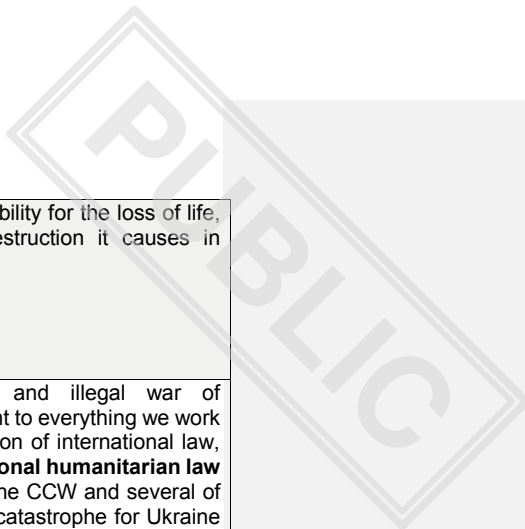 PUBLIC
bility for the loss of life,
estruction it causes in
and illegal war of
nt to everything we work
on of international law,
onal humanitarian law
he CCW and several of
catastrophe for Ukraine